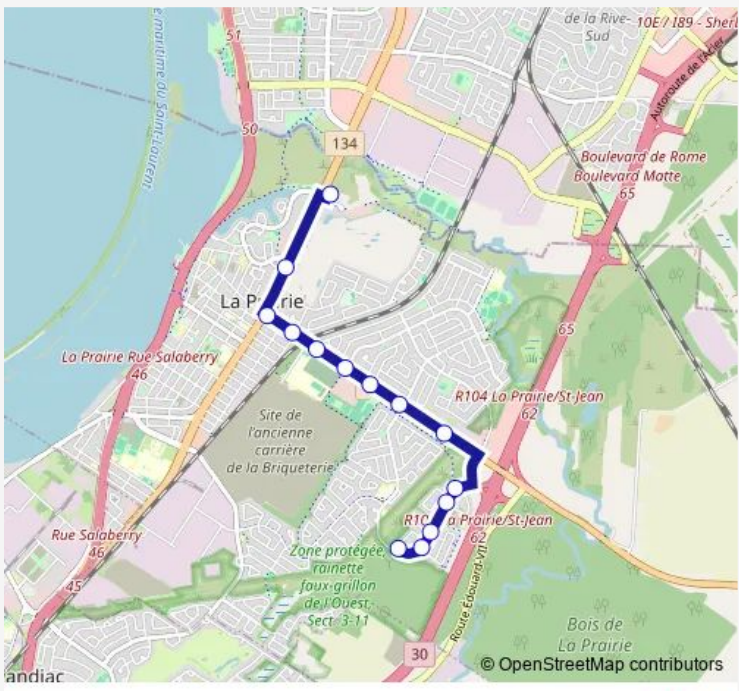 51
de la Rive-
Sud
10E / I89 - Sherb
Autoroute de l'Acier
e maritime du Saint-Laurent
50
134
Boulevard de Rome
Boulevard Matte
65
La Prairie
65
La Prairie Rue Salaberry
46
R104 La Prairie/St-Jean
62
Site de
l'ancienne
carrière
de la Briqueterie
R104 La Prairie/St-Jean
62
Rue Salaberry
46
45
Zone protégée,
rainette
faux-grillon
de l'Ouest,
Sect 3-11
Route Édouard-VII
Bois de
La Prairie
30
andiac
© OpenStreetMap contributors